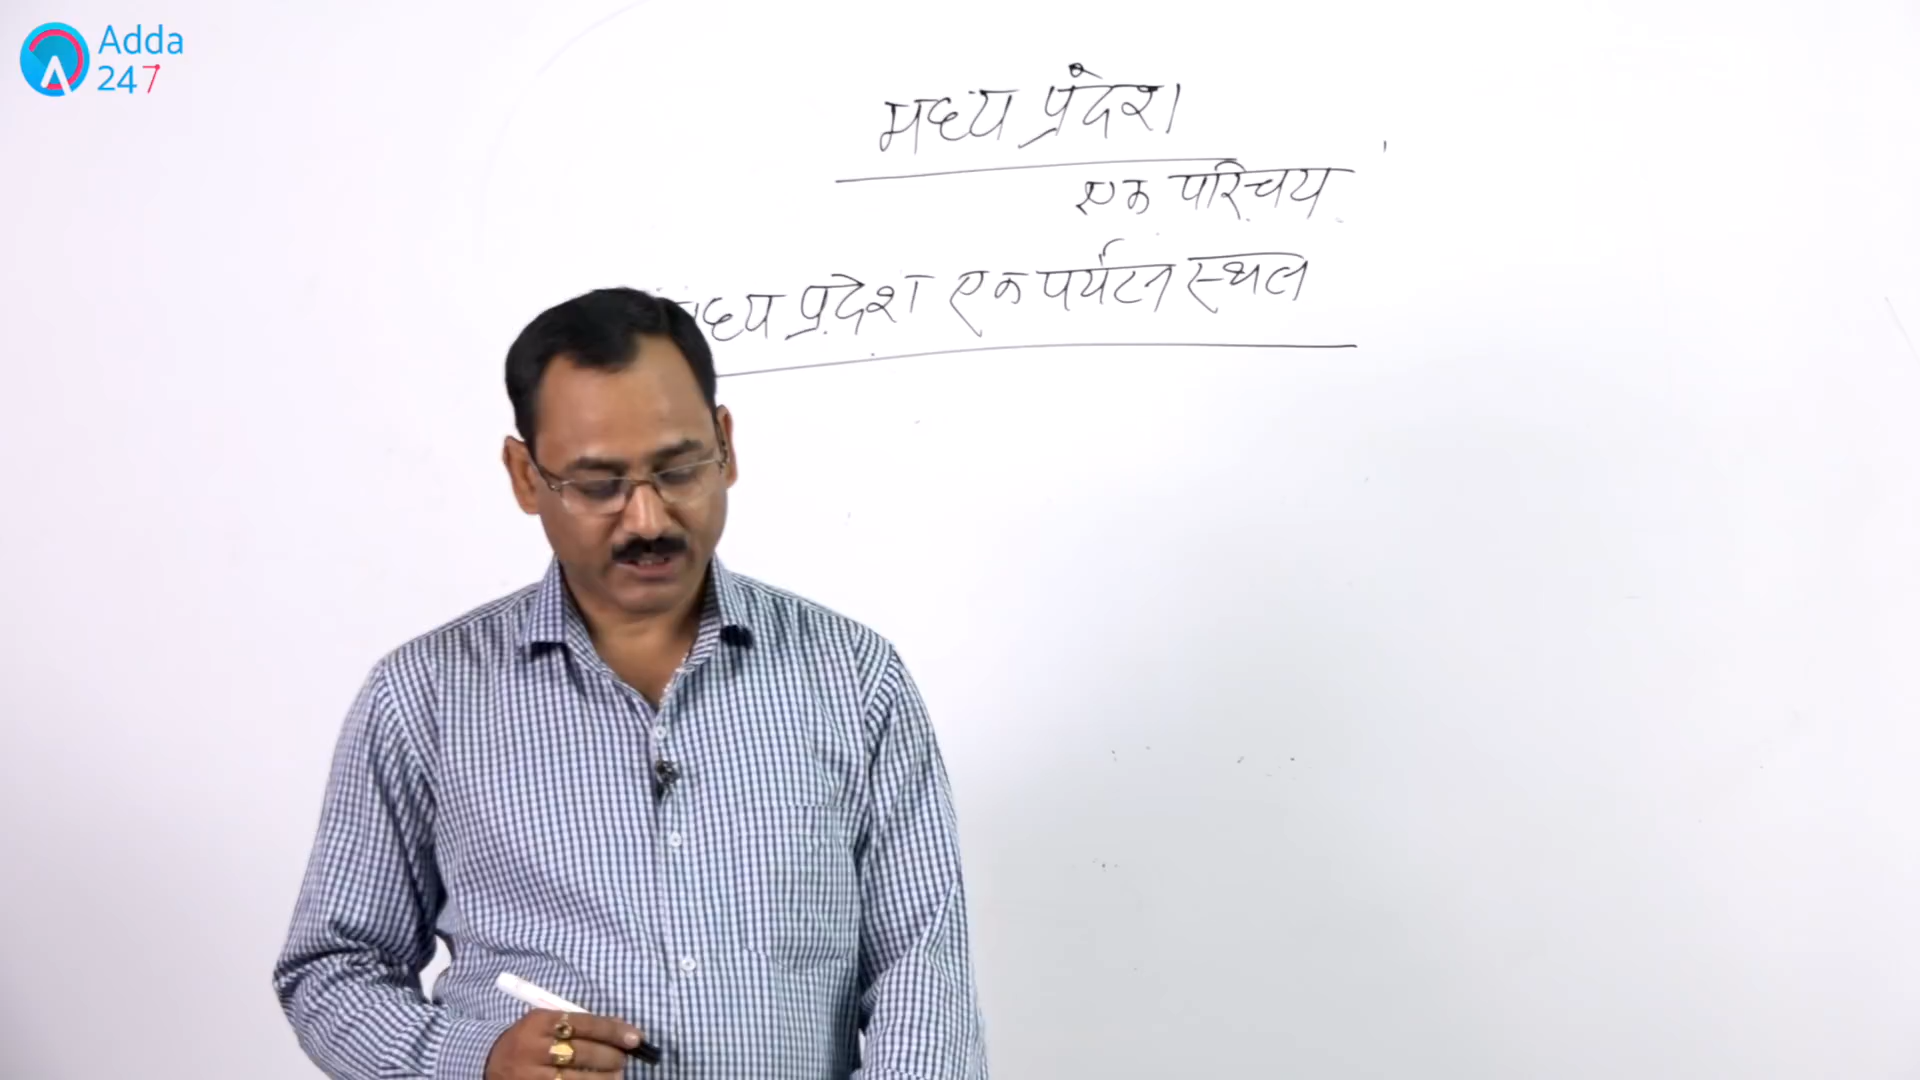 Adda
247
मध्य प्रदेश
एक परिचय
मध्य प्रदेश एक पर्यटन स्थल